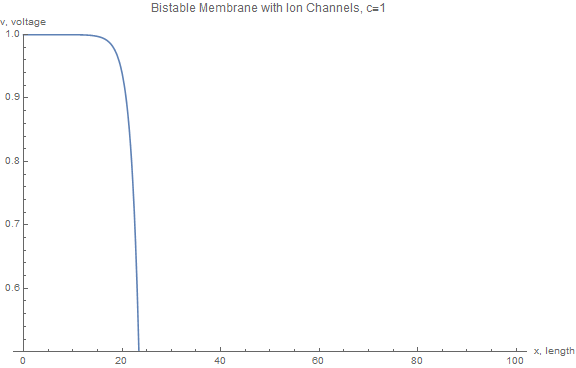 Bistable Membrane with Ion Channels, c=1
v, voltage
1.0
0.9
0.8
0.7
0.6
0 20 40 60 80 100 x, length